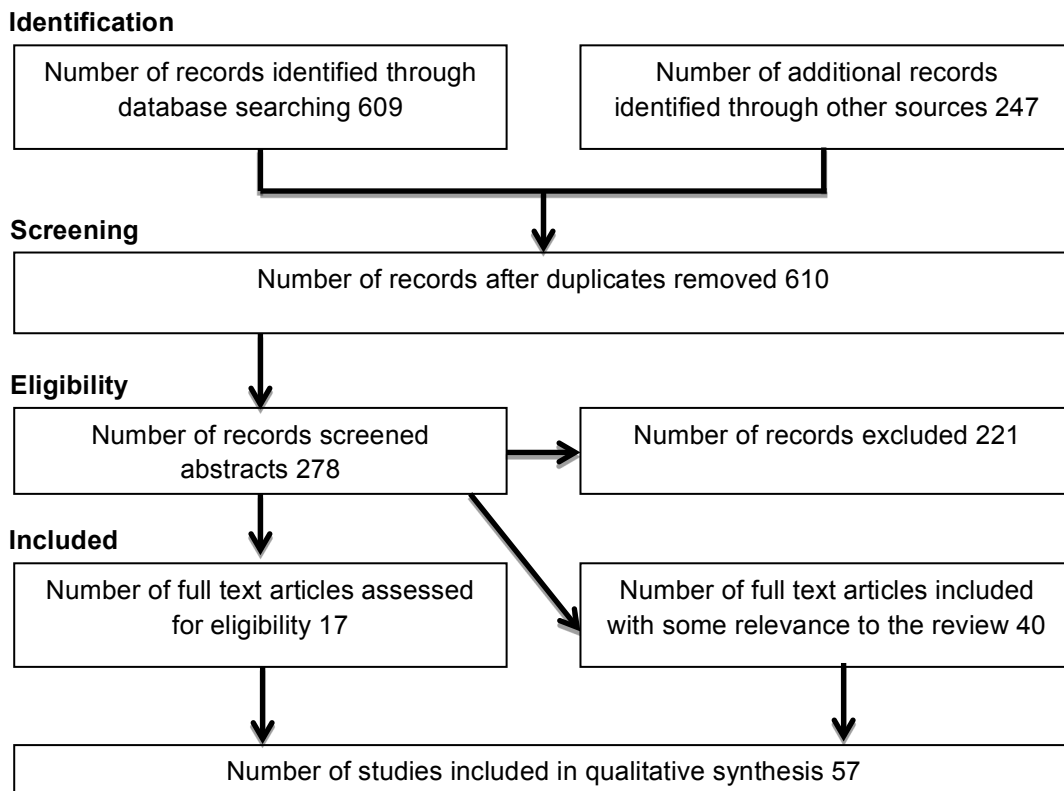 Identification
Number of records identified through
database searching 609
Number of additional records
identified through other sources 247
Screening
Number of records after duplicates removed 610
Eligibility
Number of records screened
abstracts 278
Number of records excluded 221
Included
Number of full text articles assessed
for eligibility 17
Number of full text articles included
with some relevance to the review 40
Number of studies included in qualitative synthesis 57